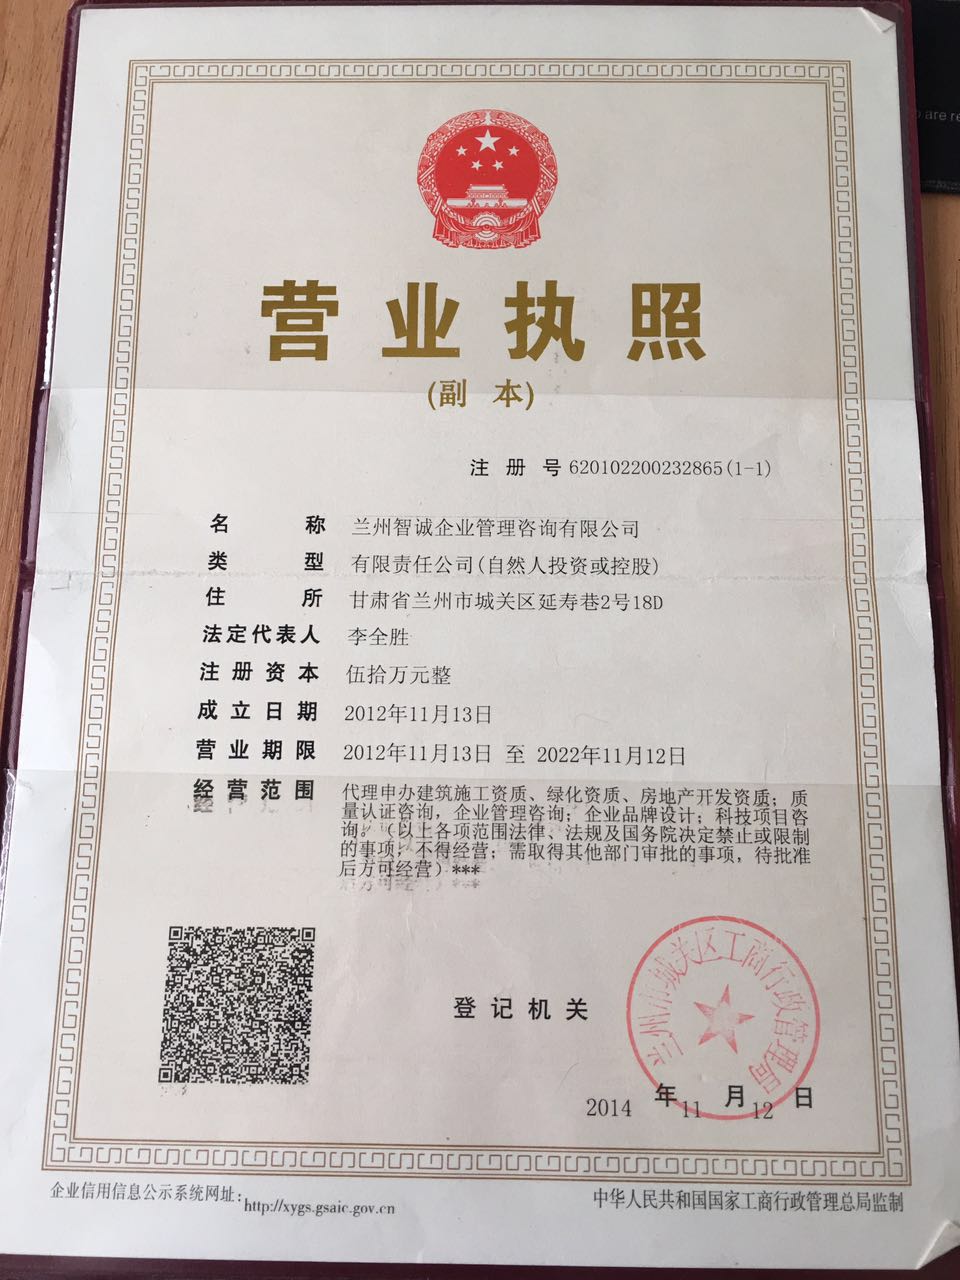 are re
营业执照
(副 本)
注 册 号 620102200232865(1-1)
名 称 兰州智诚企业管理咨询有限公司
类 型 有限责任公司(自然人投资或控股)
住 所 甘肃省兰州市城关区延寿巷2号18D
法定代表人 李全胜
注 册 资 本 伍拾万元整
成 立 日 期 2012年11月13日
营 业 期 限 2012年11月13日 至 2022年11月12日
经 营 范 围 代理申办建筑施工资质、绿化资质、房地产开发资质；质
量认证咨询，企业管理咨询；企业品牌设计；科技项目咨
询。（以上各项范围法律、法规及国务院决定禁止或限制
的事项，不得经营；需取得其他部门审批的事项，待批准
后方可经营）***
兰州市城关区工商行政管理局
登 记 机 关
2014 年 11 月 12 日
企业信用信息公示系统网址：http://xygs.gsaic.gov.cn
中华人民共和国国家工商行政管理总局监制